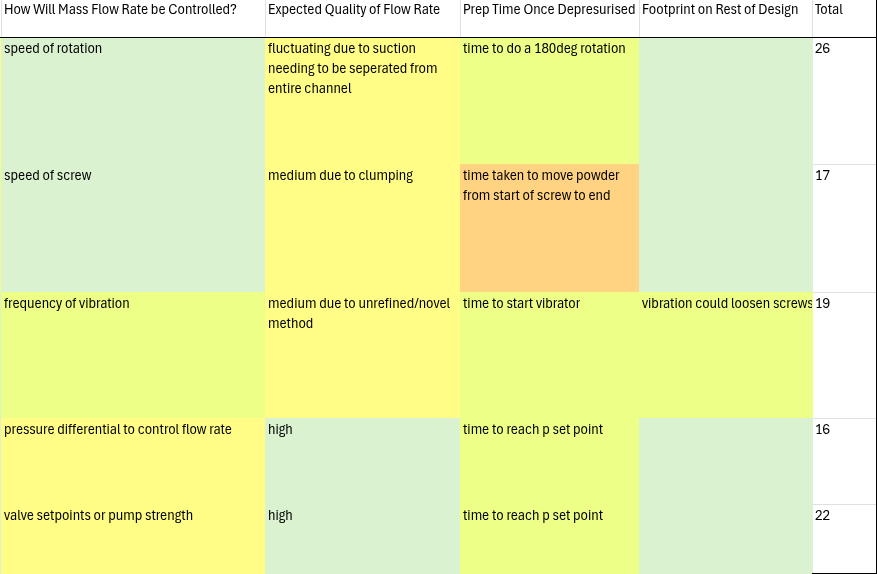 How Will Mass Flow Rate be Controlled? Expected Quality of Flow Rate Prep Time Once Depresurised Footprint on Rest of Design Total
speed of rotation
fluctuating due to suction
needing to be seperated from
entire channel
time to do a 180deg rotation
26
speed of screw
medium due to clumping
time taken to move powder
from start of screw to end
17
frequency of vibration
medium due to unrefined/novel
method
time to start vibrator
vibration could loosen screws
19
pressure differential to control flow rate
high
time to reach p set point
16
valve setpoints or pump strength
high
time to reach p set point
22